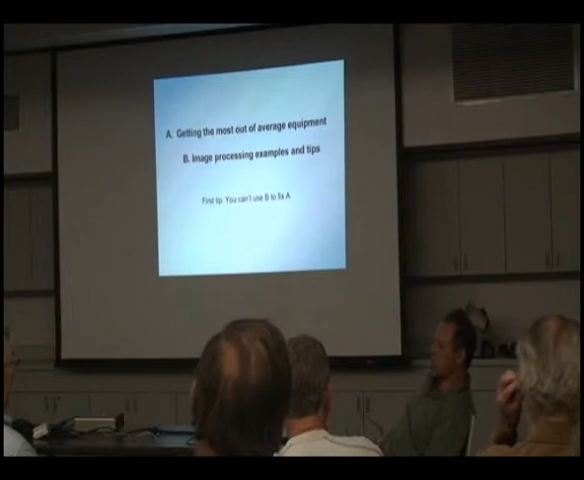 A. Getting the most out of average equipment
B. Image processing examples and tips
First tip: You can't use B to fix A